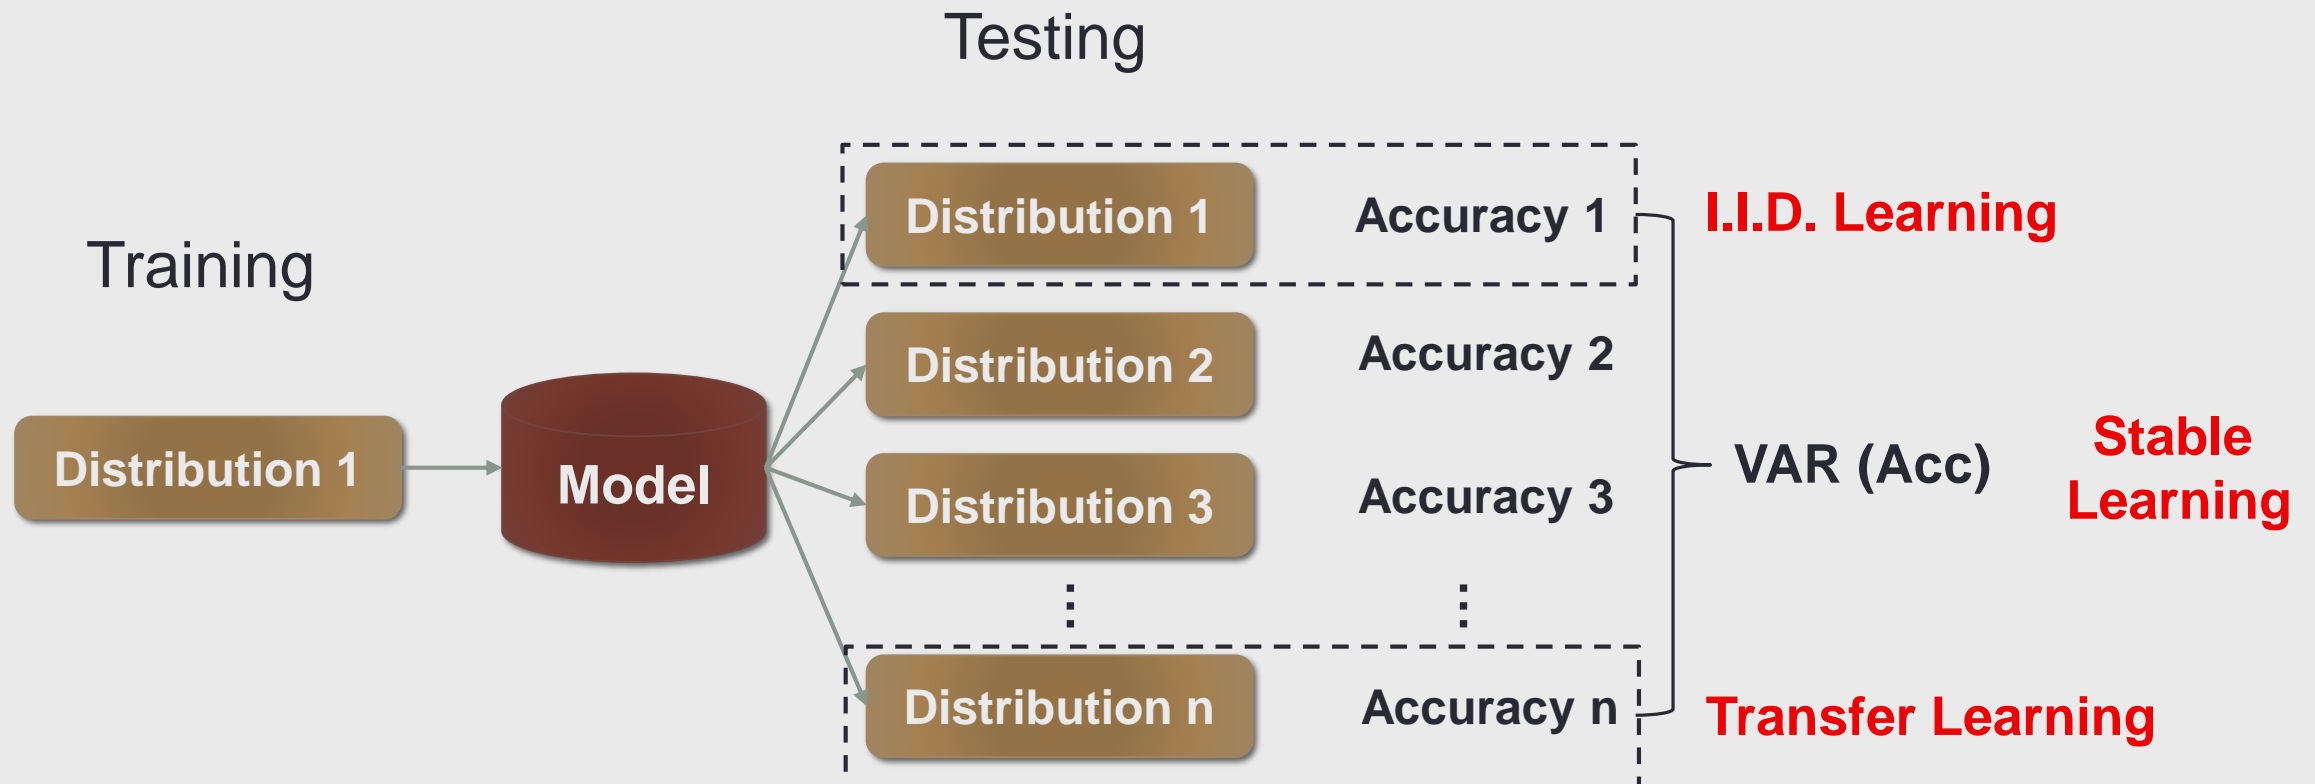 Testing
Training
Distribution 1
Model
Distribution 1
Accuracy 1
I.I.D. Learning
Distribution 2
Accuracy 2
Distribution 3
Accuracy 3
VAR (Acc)
Stable
Learning
⋮
⋮
Distribution n
Accuracy n
Transfer Learning